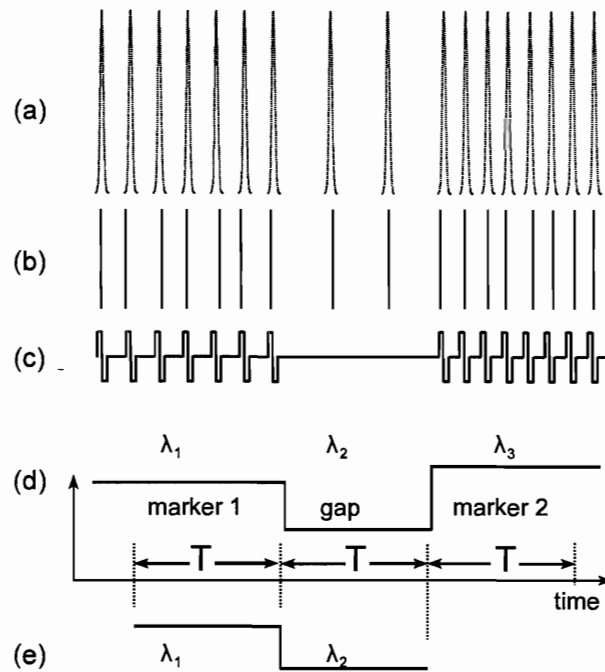 (a)
(b)
(c)
λ₁ λ₂ λ₃
(d)
marker 1 gap marker 2
T T T
time
(e) λ₁ λ₂